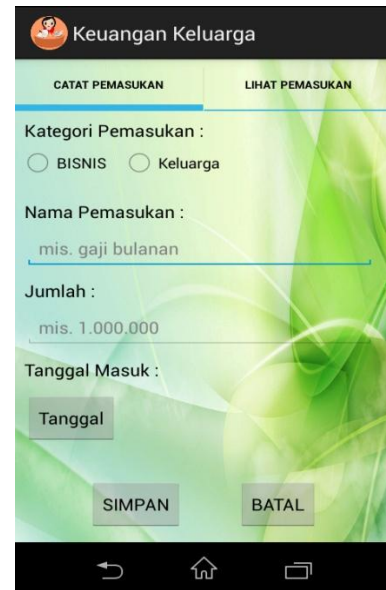 Keuangan Keluarga
CATAT PEMASUKAN LIHAT PEMASUKAN
Kategori Pemasukan :
BISNIS Keluarga
Nama Pemasukan :
mis. gaji bulanan
Jumlah :
mis. 1.000.000
Tanggal Masuk :
Tanggal
SIMPAN BATAL